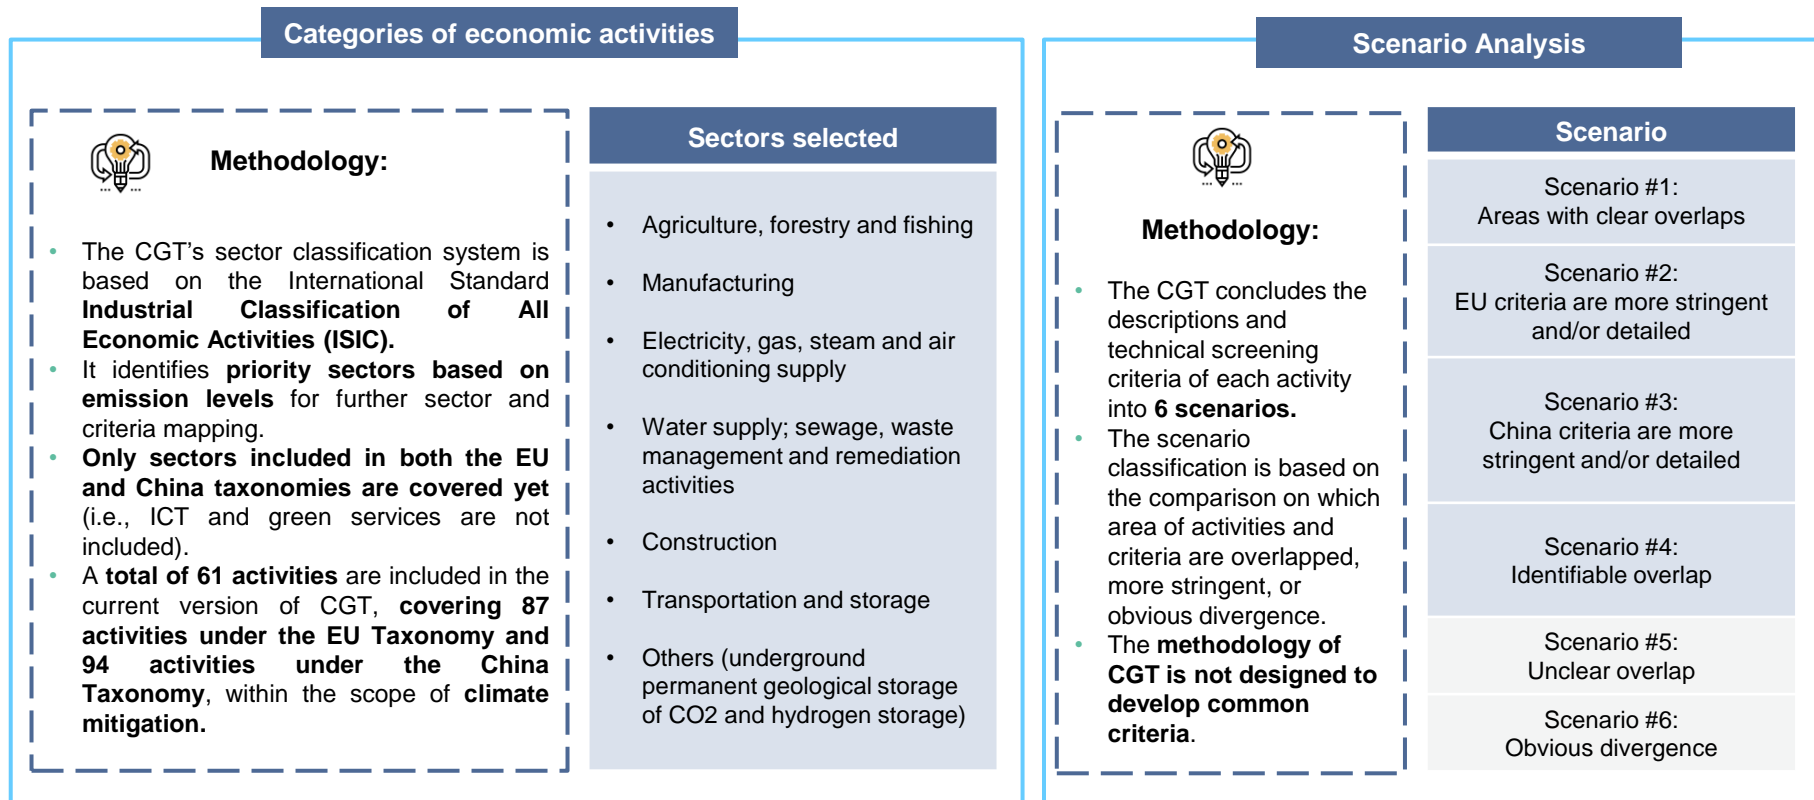 Categories of economic activities
Methodology:
• The CGT's sector classification system is
based on the International Standard
Industrial Classification of All
Economic Activities (ISIC).
• It identifies priority sectors based on
emission levels for further sector and
criteria mapping.
• Only sectors included in both the EU
and China taxonomies are covered yet
(i.e., ICT and green services are not
included).
• A total of 61 activities are included in the
current version of CGT, covering 87
activities under the EU Taxonomy and
94 activities under the China
Taxonomy, within the scope of climate
mitigation.
Sectors selected
• Agriculture, forestry and fishing
• Manufacturing
• Electricity, gas, steam and air
conditioning supply
• Water supply; sewage, waste
management and remediation
activities
• Construction
• Transportation and storage
• Others (underground
permanent geological storage
of CO2 and hydrogen storage)
Scenario Analysis
Methodology:
• The CGT concludes the
descriptions and
technical screening
criteria of each activity
into 6 scenarios.
• The scenario
classification is based on
the comparison on which
area of activities and
criteria are overlapped,
more stringent, or
obvious divergence.
• The methodology of
CGT is not designed to
develop common
criteria.
Scenario
Scenario #1:
Areas with clear overlaps
Scenario #2:
EU criteria are more stringent
and/or detailed
Scenario #3:
China criteria are more
stringent and/or detailed
Scenario #4:
Identifiable overlap
Scenario #5:
Unclear overlap
Scenario #6:
Obvious divergence